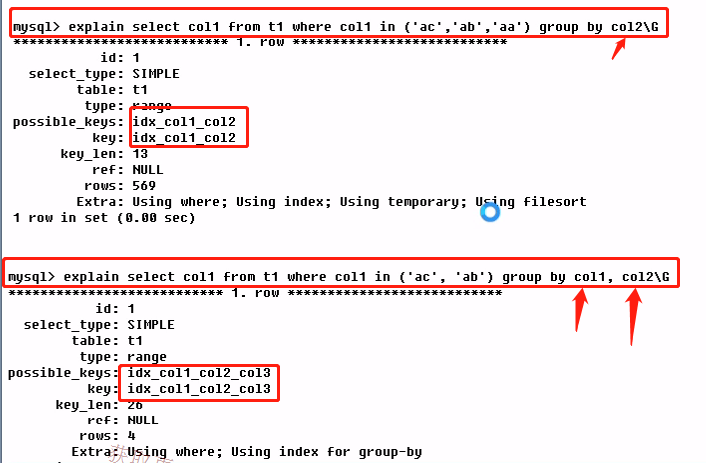 mysql> explain select col1 from t1 where col1 in ('ac','ab','aa') group by col2\G
*************************** 1. row ***************************
id: 1
select_type: SIMPLE
table: t1
type: range
possible_keys: idx_col1_col2
key: idx_col1_col2
key_len: 13
ref: NULL
rows: 569
Extra: Using where; Using index; Using temporary; Using filesort
1 row in set (0.00 sec)
mysql> explain select col1 from t1 where col1 in ('ac', 'ab') group by col1, col2\G
*************************** 1. row ***************************
id: 1
select_type: SIMPLE
table: t1
type: range
possible_keys: idx_col1_col2_col3
key: idx_col1_col2_col3
key_len: 26
ref: NULL
rows: 4
Extra: Using where; Using index for group-by